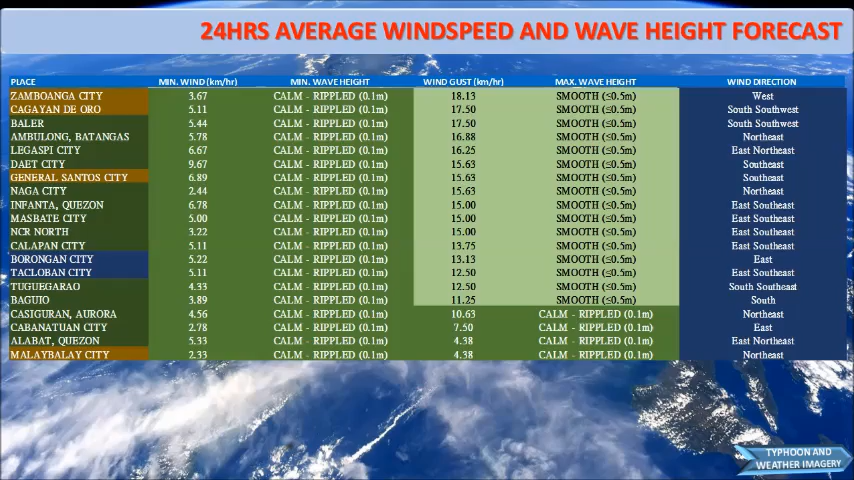 24HRS AVERAGE WINDSPEED AND WAVE HEIGHT FORECAST
PLACE MIN. WIND (km/hr) MIN. WAVE HEIGHT WIND GUST (km/hr) MAX. WAVE HEIGHT WIND DIRECTION
ZAMBOANGA CITY 3.67 CALM - RIPPLED (0.1m) 18.13 SMOOTH (≤0.5m) West
CAGAYAN DE ORO 5.11 CALM - RIPPLED (0.1m) 17.50 SMOOTH (≤0.5m) South Southwest
BALER 5.44 CALM - RIPPLED (0.1m) 17.50 SMOOTH (≤0.5m) South Southwest
AMBULONG, BATANGAS 5.78 CALM - RIPPLED (0.1m) 16.88 SMOOTH (≤0.5m) Northeast
LEGASPI CITY 6.67 CALM - RIPPLED (0.1m) 16.25 SMOOTH (≤0.5m) East Northeast
DAET CITY 9.67 CALM - RIPPLED (0.1m) 15.63 SMOOTH (≤0.5m) Southeast
GENERAL SANTOS CITY 6.89 CALM - RIPPLED (0.1m) 15.63 SMOOTH (≤0.5m) Southeast
NAGA CITY 2.44 CALM - RIPPLED (0.1m) 15.63 SMOOTH (≤0.5m) Northeast
INFANTA, QUEZON 6.78 CALM - RIPPLED (0.1m) 15.00 SMOOTH (≤0.5m) East Southeast
MASBATE CITY 5.00 CALM - RIPPLED (0.1m) 15.00 SMOOTH (≤0.5m) East Southeast
NCR NORTH 3.22 CALM - RIPPLED (0.1m) 15.00 SMOOTH (≤0.5m) East Southeast
CALAPAN CITY 5.11 CALM - RIPPLED (0.1m) 13.75 SMOOTH (≤0.5m) East Southeast
BORONGAN CITY 5.22 CALM - RIPPLED (0.1m) 13.13 SMOOTH (≤0.5m) East
TACLOBAN CITY 5.11 CALM - RIPPLED (0.1m) 12.50 SMOOTH (≤0.5m) East Southeast
TUGUEGARAO 4.33 CALM - RIPPLED (0.1m) 12.50 SMOOTH (≤0.5m) South Southeast
BAGUIO 3.89 CALM - RIPPLED (0.1m) 11.25 SMOOTH (≤0.5m) South
CASIGURAN, AURORA 4.56 CALM - RIPPLED (0.1m) 10.63 CALM - RIPPLED (0.1m) Northeast
CABANATUAN CITY 2.78 CALM - RIPPLED (0.1m) 7.50 CALM - RIPPLED (0.1m) East
ALABAT, QUEZON 5.33 CALM - RIPPLED (0.1m) 4.38 CALM - RIPPLED (0.1m) East Northeast
MALAYBALAY CITY 2.33 CALM - RIPPLED (0.1m) 4.38 CALM - RIPPLED (0.1m) Northeast
TYPHOON AND
WEATHER IMAGERY